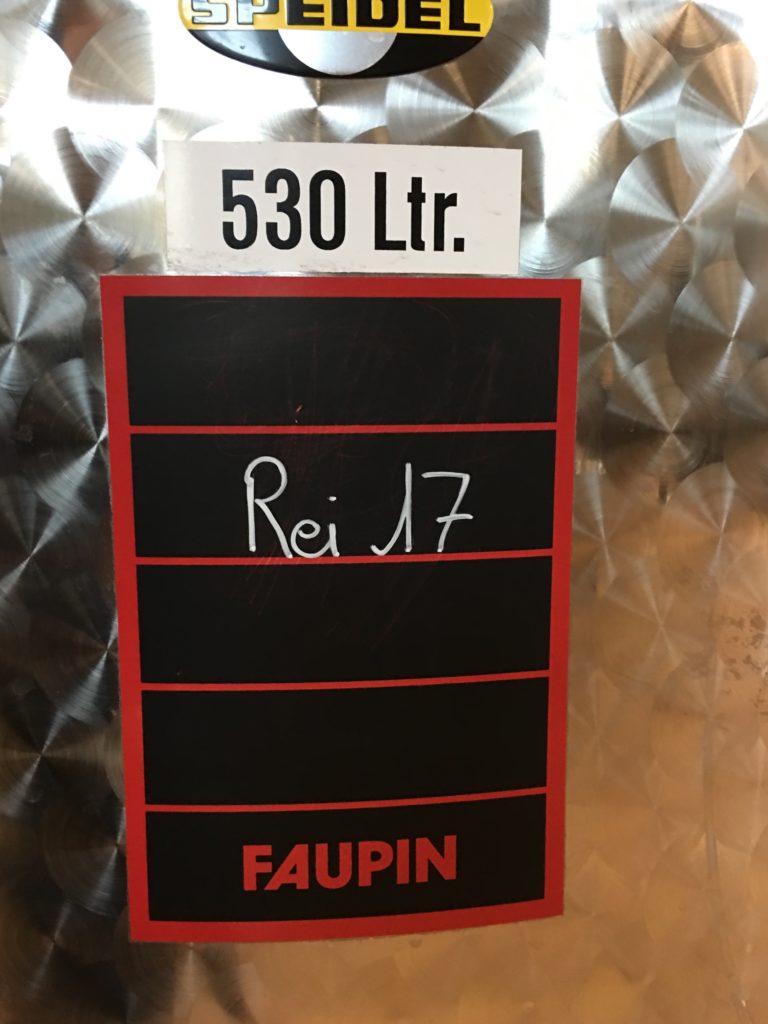 SPEIDEL
530 Ltr.
Rei 17
FAUPIN